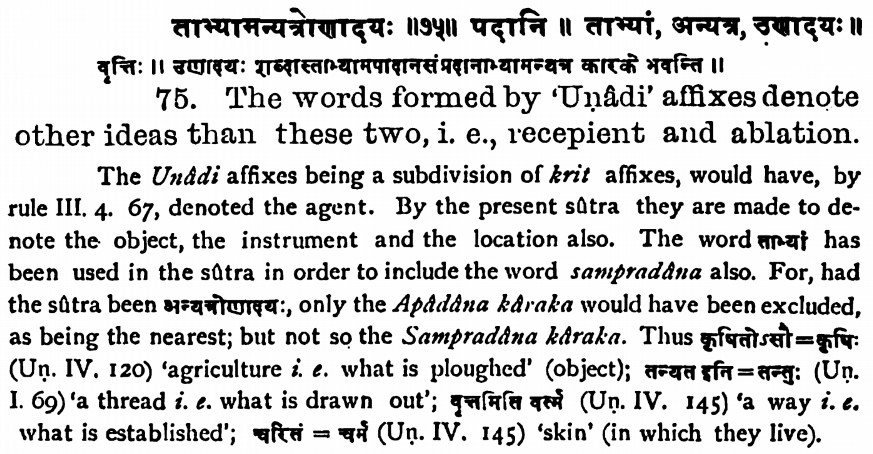 ताभ्यामन्यत्रोणादयः ॥७५॥ पदानि ॥ ताभ्यां, अन्यत्र, उणादयः॥
वृत्तिः ॥ उणादयः शब्दास्ताभ्यामपादानसंप्रदानाभ्यामन्यत्र कारके भवन्ति ॥
75. The words formed by 'Uṇâdi' affixes denote
other ideas than these two, i. e., recepient and ablation.
The Unâdi affixes being a subdivision of krit affixes, would have, by
rule III. 4. 67, denoted the agent. By the present sûtra they are made to de-
note the object, the instrument and the location also. The word ताभ्यां has
been used in the sûtra in order to include the word sampradâna also. For, had
the sûtra been अन्यत्रोणादयः, only the Apâdâna kâraka would have been excluded,
as being the nearest; but not so the Sampradâna kâraka. Thus कृषितोऽसौ=कृषिः
(Uṇ. IV. 120) 'agriculture i. e. what is ploughed' (object); तन्यत इति=तन्तुः (Uṇ.
I. 69) 'a thread i. e. what is drawn out'; वृत्तमिति वर्त्म (Uṇ. IV. 145) 'a way i. e.
what is established'; चरितं = चर्म (Uṇ. IV. 145) 'skin' (in which they live).